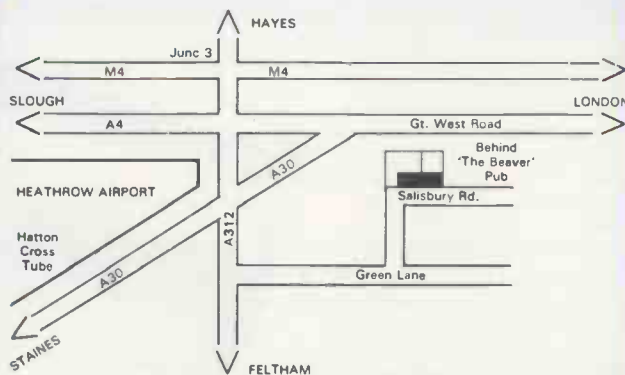 HAYES
Junc 3
M4
M4
SLOUGH
LONDON
A4
Gt. West Road
Behind
'The Beaver'
Pub
A30
HEATHROW AIRPORT
Salisbury Rd.
A312
Hatton
Cross
Tube
A30
Green Lane
STAINES
FELTHAM